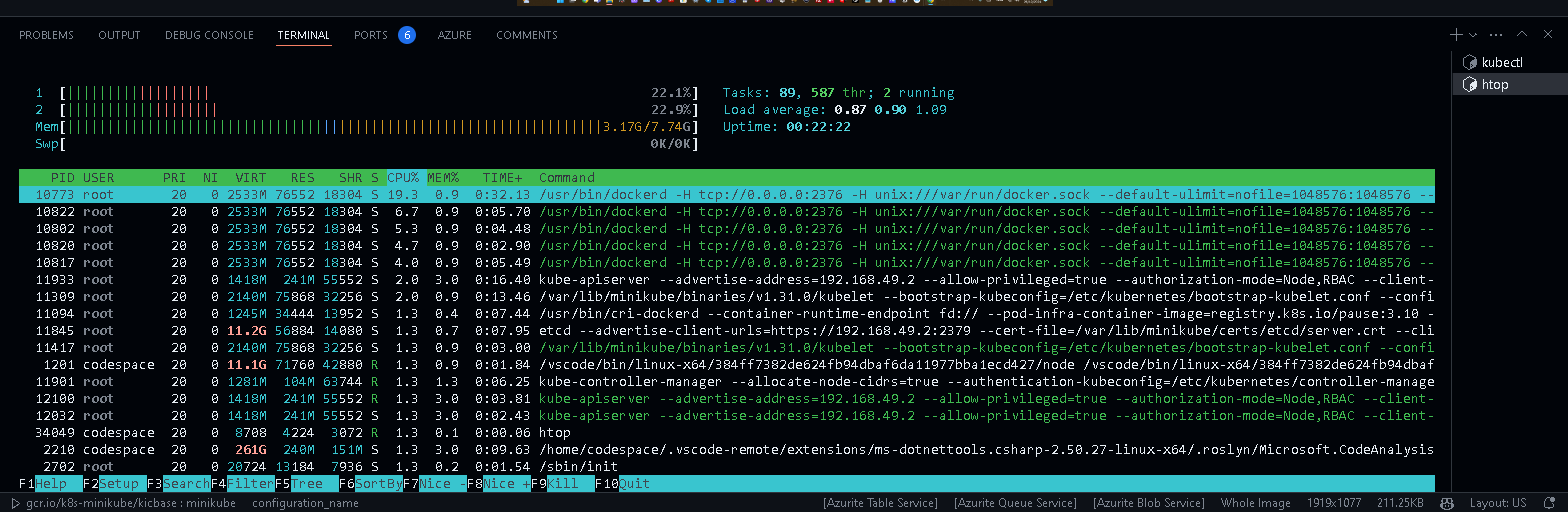 PROBLEMS OUTPUT DEBUG CONSOLE TERMINAL PORTS 6 AZURE COMMENTS
kubectl
htop
1 [|||||||||||||||||| 22.1%] Tasks: 89, 587 thr; 2 running
2 [||||||||||||||||||| 22.9%] Load average: 0.87 0.90 1.09
Mem[||||||||||||||||||||||||||||||||||||||||||||||||||||||||||||||||||||3.17G/7.74G] Uptime: 00:22:22
Swp[ 0K/0K]
PID USER PRI NI VIRT RES SHR S CPU% MEM% TIME+ Command
10773 root 20 0 2533M 76552 18304 S 19.3 0.9 0:32.13 /usr/bin/dockerd -H tcp://0.0.0.0:2376 -H unix:///var/run/docker.sock --default-ulimit=nofile=1048576:1048576 --
10822 root 20 0 2533M 76552 18304 S 6.7 0.9 0:05.70 /usr/bin/dockerd -H tcp://0.0.0.0:2376 -H unix:///var/run/docker.sock --default-ulimit=nofile=1048576:1048576 --
10802 root 20 0 2533M 76552 18304 S 5.3 0.9 0:04.48 /usr/bin/dockerd -H tcp://0.0.0.0:2376 -H unix:///var/run/docker.sock --default-ulimit=nofile=1048576:1048576 --
10820 root 20 0 2533M 76552 18304 S 4.7 0.9 0:02.90 /usr/bin/dockerd -H tcp://0.0.0.0:2376 -H unix:///var/run/docker.sock --default-ulimit=nofile=1048576:1048576 --
10817 root 20 0 2533M 76552 18304 S 4.0 0.9 0:05.49 /usr/bin/dockerd -H tcp://0.0.0.0:2376 -H unix:///var/run/docker.sock --default-ulimit=nofile=1048576:1048576 --
11933 root 20 0 1418M 241M 55552 S 2.0 3.0 0:16.40 kube-apiserver --advertise-address=192.168.49.2 --allow-privileged=true --authorization-mode=Node,RBAC --client-
11309 root 20 0 2140M 75868 32256 S 2.0 0.9 0:13.46 /var/lib/minikube/binaries/v1.31.0/kubelet --bootstrap-kubeconfig=/etc/kubernetes/bootstrap-kubelet.conf --confi
11094 root 20 0 1245M 34444 13952 S 1.3 0.4 0:07.44 /usr/bin/cri-dockerd --container-runtime-endpoint fd:// --pod-infra-container-image=registry.k8s.io/pause:3.10 -
11845 root 20 0 11.2G 56884 14080 S 1.3 0.7 0:07.95 etcd --advertise-client-urls=https://192.168.49.2:2379 --cert-file=/var/lib/minikube/certs/etcd/server.crt --cli
11417 root 20 0 2140M 75868 32256 S 1.3 0.9 0:03.00 /var/lib/minikube/binaries/v1.31.0/kubelet --bootstrap-kubeconfig=/etc/kubernetes/bootstrap-kubelet.conf --confi
1201 codespace 20 0 11.1G 71760 42880 R 1.3 0.9 0:01.84 /vscode/bin/linux-x64/384ff7382de624fb94dbaf6da11977bba1ecd427/node /vscode/bin/linux-x64/384ff7382de624fb94dbaf
11901 root 20 0 1281M 104M 63744 R 1.3 1.3 0:06.25 kube-controller-manager --allocate-node-cidrs=true --authentication-kubeconfig=/etc/kubernetes/controller-manage
12100 root 20 0 1418M 241M 55552 R 1.3 3.0 0:03.81 kube-apiserver --advertise-address=192.168.49.2 --allow-privileged=true --authorization-mode=Node,RBAC --client-
12032 root 20 0 1418M 241M 55552 S 1.3 3.0 0:02.43 kube-apiserver --advertise-address=192.168.49.2 --allow-privileged=true --authorization-mode=Node,RBAC --client-
34049 codespace 20 0 8708 4224 3072 R 1.3 0.1 0:00.06 htop
2210 codespace 20 0 261G 240M 151M S 1.3 3.0 0:09.63 /home/codespace/.vscode-remote/extensions/ms-dotnettools.csharp-2.50.27-linux-x64/.roslyn/Microsoft.CodeAnalysis
2702 root 20 0 20724 13184 7936 S 1.3 0.2 0:01.54 /sbin/init
F1Help F2Setup F3SearchF4FilterF5Tree F6SortByF7Nice -F8Nice +F9Kill F10Quit
gcr.io/k8s-minikube/kicbase : minikube configuration_name [Azurite Table Service] [Azurite Queue Service] [Azurite Blob Service] Whole Image 1919x1077 211.25KB Layout: US